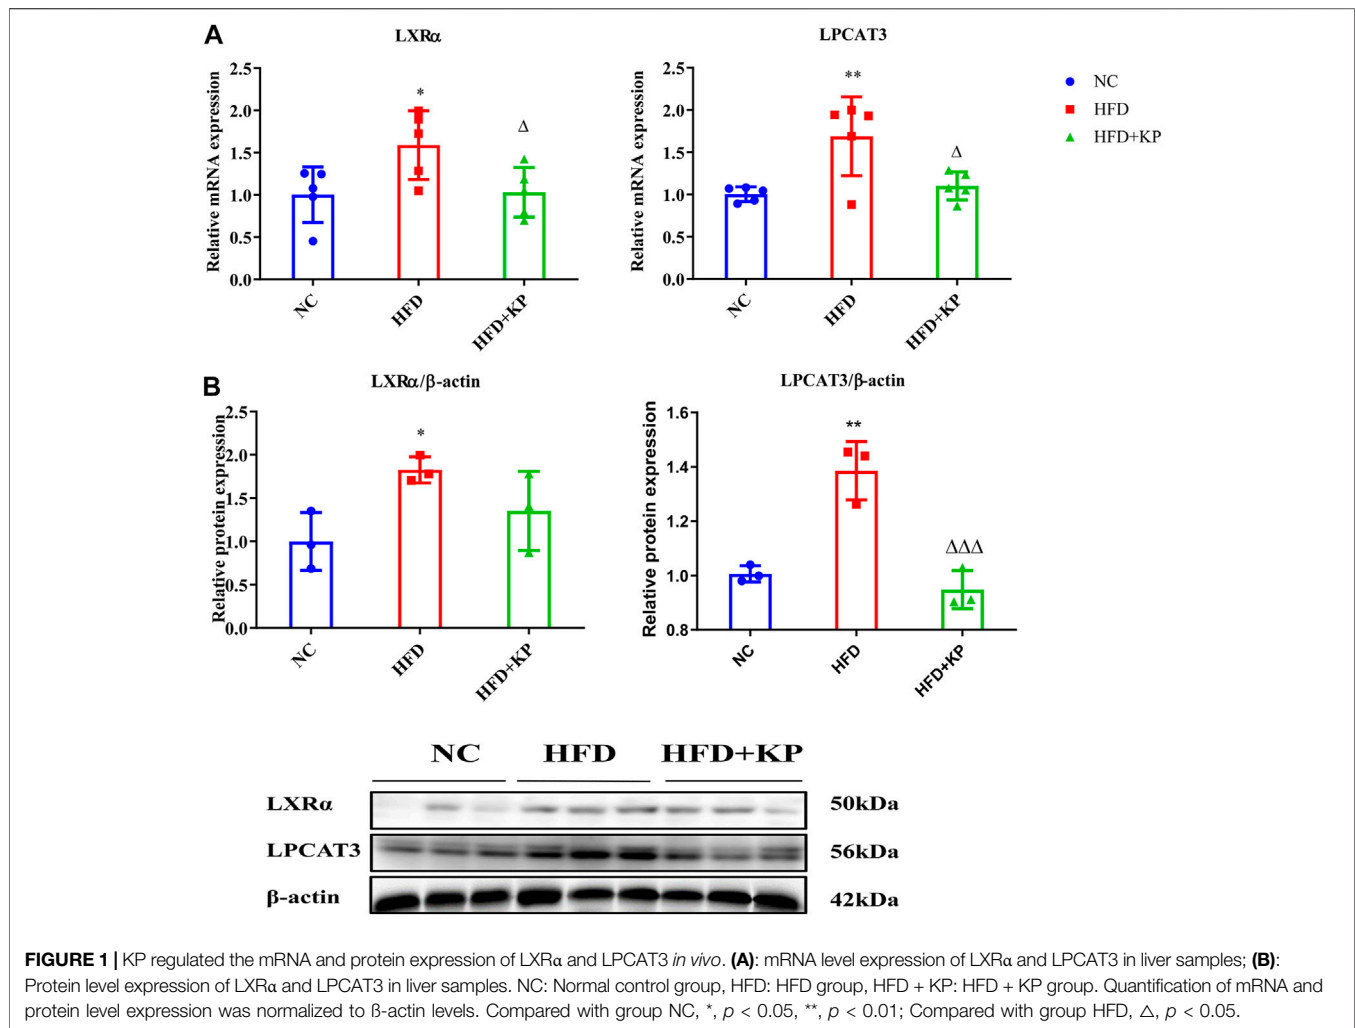 A
LXRα
Relative mRNA expression
2.5
2.0
1.5
1.0
0.5
0.0
*
Δ
NC
HFD
HFD+KP
LPCAT3
Relative mRNA expression
2.5
2.0
1.5
1.0
0.5
0.0
**
Δ
NC
HFD
HFD+KP
NC
HFD
HFD+KP
B
LXRα/β-actin
Relative protein expression
2.5
2.0
1.5
1.0
0.5
0.0
*
NC
HFD
HFD+KP
LPCAT3/β-actin
Relative protein expression
1.6
1.4
1.2
1.0
0.8
**
ΔΔΔ
NC
HFD
HFD+KP
NC HFD HFD+KP
LXRα 50kDa
LPCAT3 56kDa
β-actin 42kDa
FIGURE 1 | KP regulated the mRNA and protein expression of LXRα and LPCAT3 in vivo. (A): mRNA level expression of LXRα and LPCAT3 in liver samples; (B):
Protein level expression of LXRα and LPCAT3 in liver samples. NC: Normal control group, HFD: HFD group, HFD + KP: HFD + KP group. Quantification of mRNA and
protein level expression was normalized to ß-actin levels. Compared with group NC, *, p < 0.05, **, p < 0.01; Compared with group HFD, △, p < 0.05.